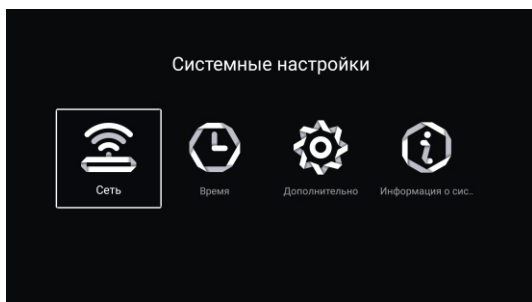 Системные настройки
Сеть
Время
Дополнительно
Информация о сис..